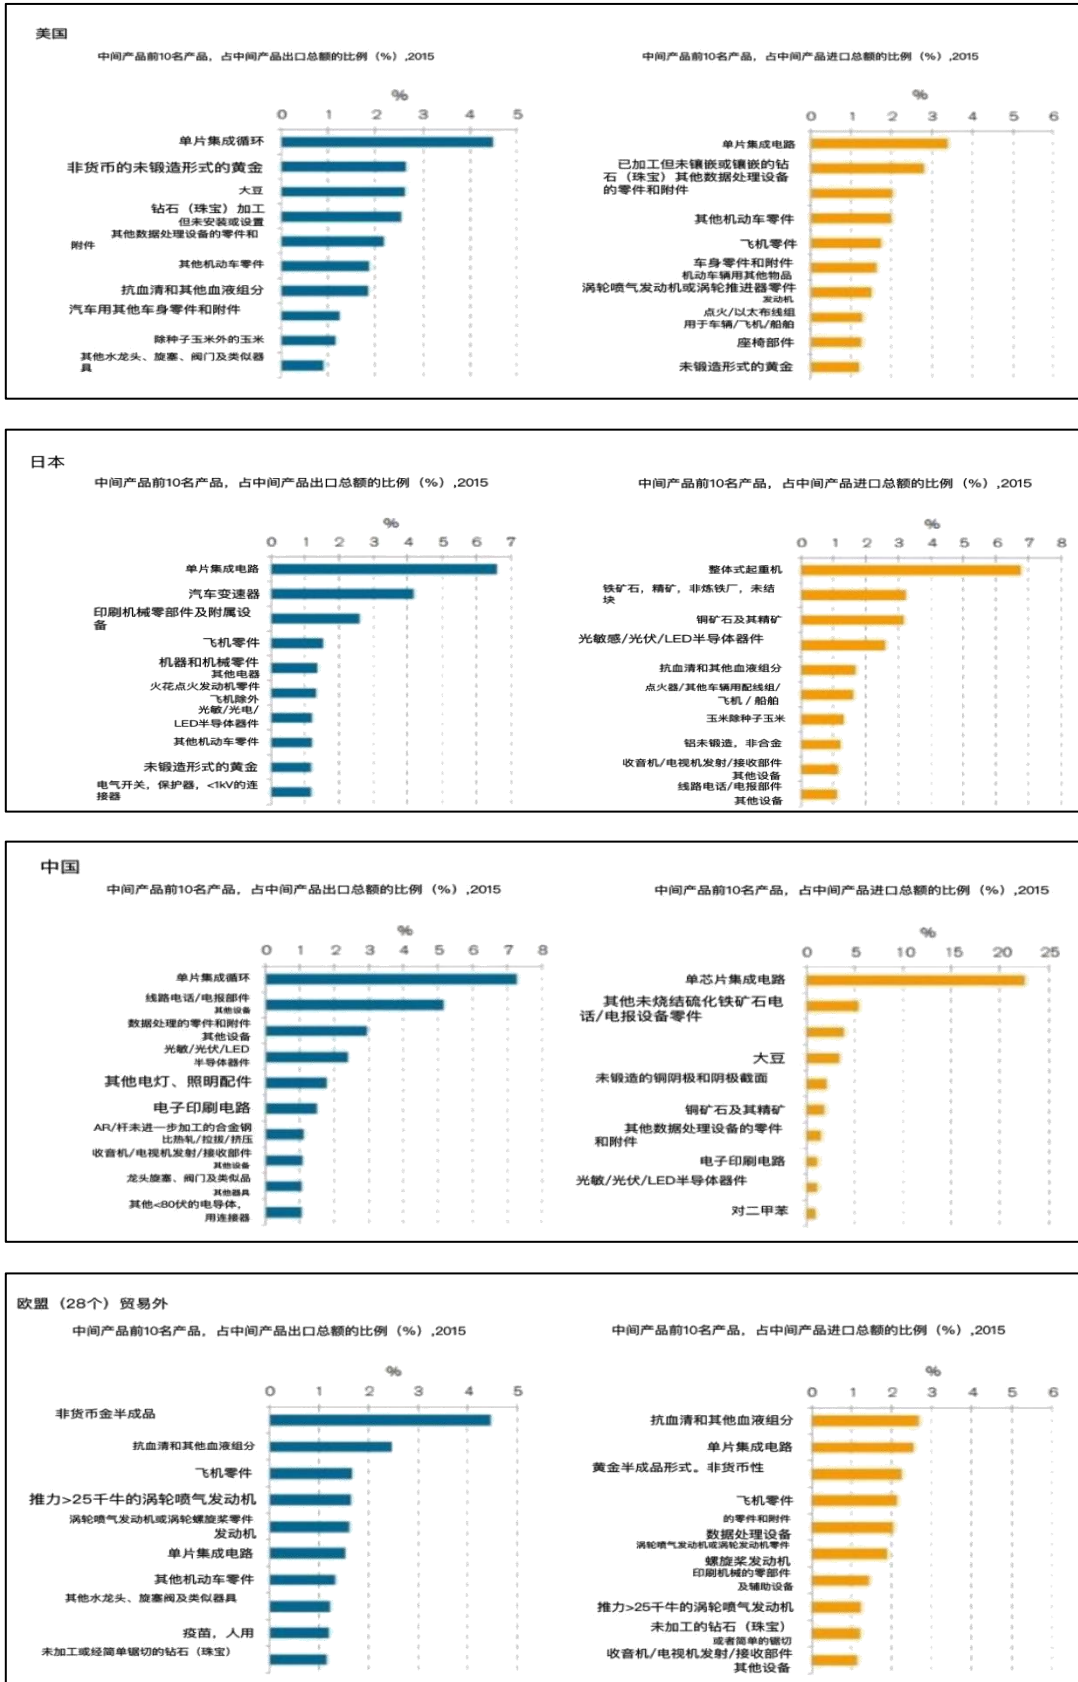 美国
中间产品前10名产品，占中间产品出口总额的比例（%）,2015
%
0 1 2 3 4 5
单片集成循环
非货币的未锻造形式的黄金
大豆
钻石（珠宝）加工
但未安装或设置
其他数据处理设备的零件和
附件
其他机动车零件
抗血清和其他血液组分
汽车用其他车身零件和附件
除种子玉米外的玉米
其他水龙头、旋塞、阀门及类似器
具
中间产品前10名产品，占中间产品进口总额的比例（%）,2015
%
0 1 2 3 4 5 6
单片集成电路
已加工但未镶嵌或镶嵌的钻
石（珠宝）其他数据处理设备
的零件和附件
其他机动车零件
飞机零件
车身零件和附件
机动车辆用其他物品
涡轮喷气发动机或涡轮推进器零件
发动机
点火/以太布线组
用于车辆/飞机/船舶
座椅部件
未锻造形式的黄金
日本
中间产品前10名产品，占中间产品出口总额的比例（%）,2015
%
0 1 2 3 4 5 6 7
单片集成电路
汽车变速器
印刷机械零部件及附属设
备
飞机零件
机器和机械零件
其他电器
火花点火发动机零件
飞机除外
光敏/光电/
LED半导体器件
其他机动车零件
未锻造形式的黄金
电气开关，保护器，<1kV的连
接器
中间产品前10名产品，占中间产品进口总额的比例（%）,2015
%
0 1 2 3 4 5 6 7 8
整体式起重机
铁矿石，精矿，非炼铁厂，未结
块
铜矿石及其精矿
光敏感/光伏/LED半导体器件
抗血清和其他血液组分
点火器/其他车辆用配线组/
飞机 / 船舶
玉米除种子玉米
铝未锻造，非合金
收音机/电视机发射/接收部件
其他设备
线路电话/电报部件
其他设备
中国
中间产品前10名产品，占中间产品出口总额的比例（%）,2015
%
0 1 2 3 4 5 6 7 8
单片集成循环
线路电话/电报部件
其他设备
数据处理的零件和附件
其他设备
光敏/光伏/LED
半导体器件
其他电灯、照明配件
电子印刷电路
AR/杆未进一步加工的合金钢
比热轧/拉拔/挤压
收音机/电视机发射/接收部件
其他设备
龙头旋塞、阀门及类似品
其他器具
其他<80伏的电导体，
用连接器
中间产品前10名产品，占中间产品进口总额的比例（%）,2015
%
0 5 10 15 20 25
单芯片集成电路
其他未烧结硫化铁矿石电
话/电报设备零件
大豆
未锻造的铜阴极和阴极截面
铜矿石及其精矿
其他数据处理设备的零件
和附件
电子印刷电路
光敏/光伏/LED半导体器件
对二甲苯
欧盟（28个）贸易外
中间产品前10名产品，占中间产品出口总额的比例（%）,2015
%
0 1 2 3 4 5
非货币金半成品
抗血清和其他血液组分
飞机零件
推力>25千牛的涡轮喷气发动机
涡轮喷气发动机或涡轮螺旋桨零件
发动机
单片集成电路
其他机动车零件
其他水龙头、旋塞阀及类似器具
疫苗，人用
未加工或经简单锯切的钻石（珠宝）
中间产品前10名产品，占中间产品进口总额的比例（%）,2015
%
0 1 2 3 4 5 6
抗血清和其他血液组分
单片集成电路
黄金半成品形式。非货币性
飞机零件
的零件和附件
数据处理设备
涡轮喷气发动机或涡轮发动机零件
螺旋桨发动机
印刷机械的零部件
及辅助设备
推力>25千牛的涡轮喷气发动机
未加工的钻石（珠宝）
或者简单的锯切
收音机/电视机发射/接收部件
其他设备